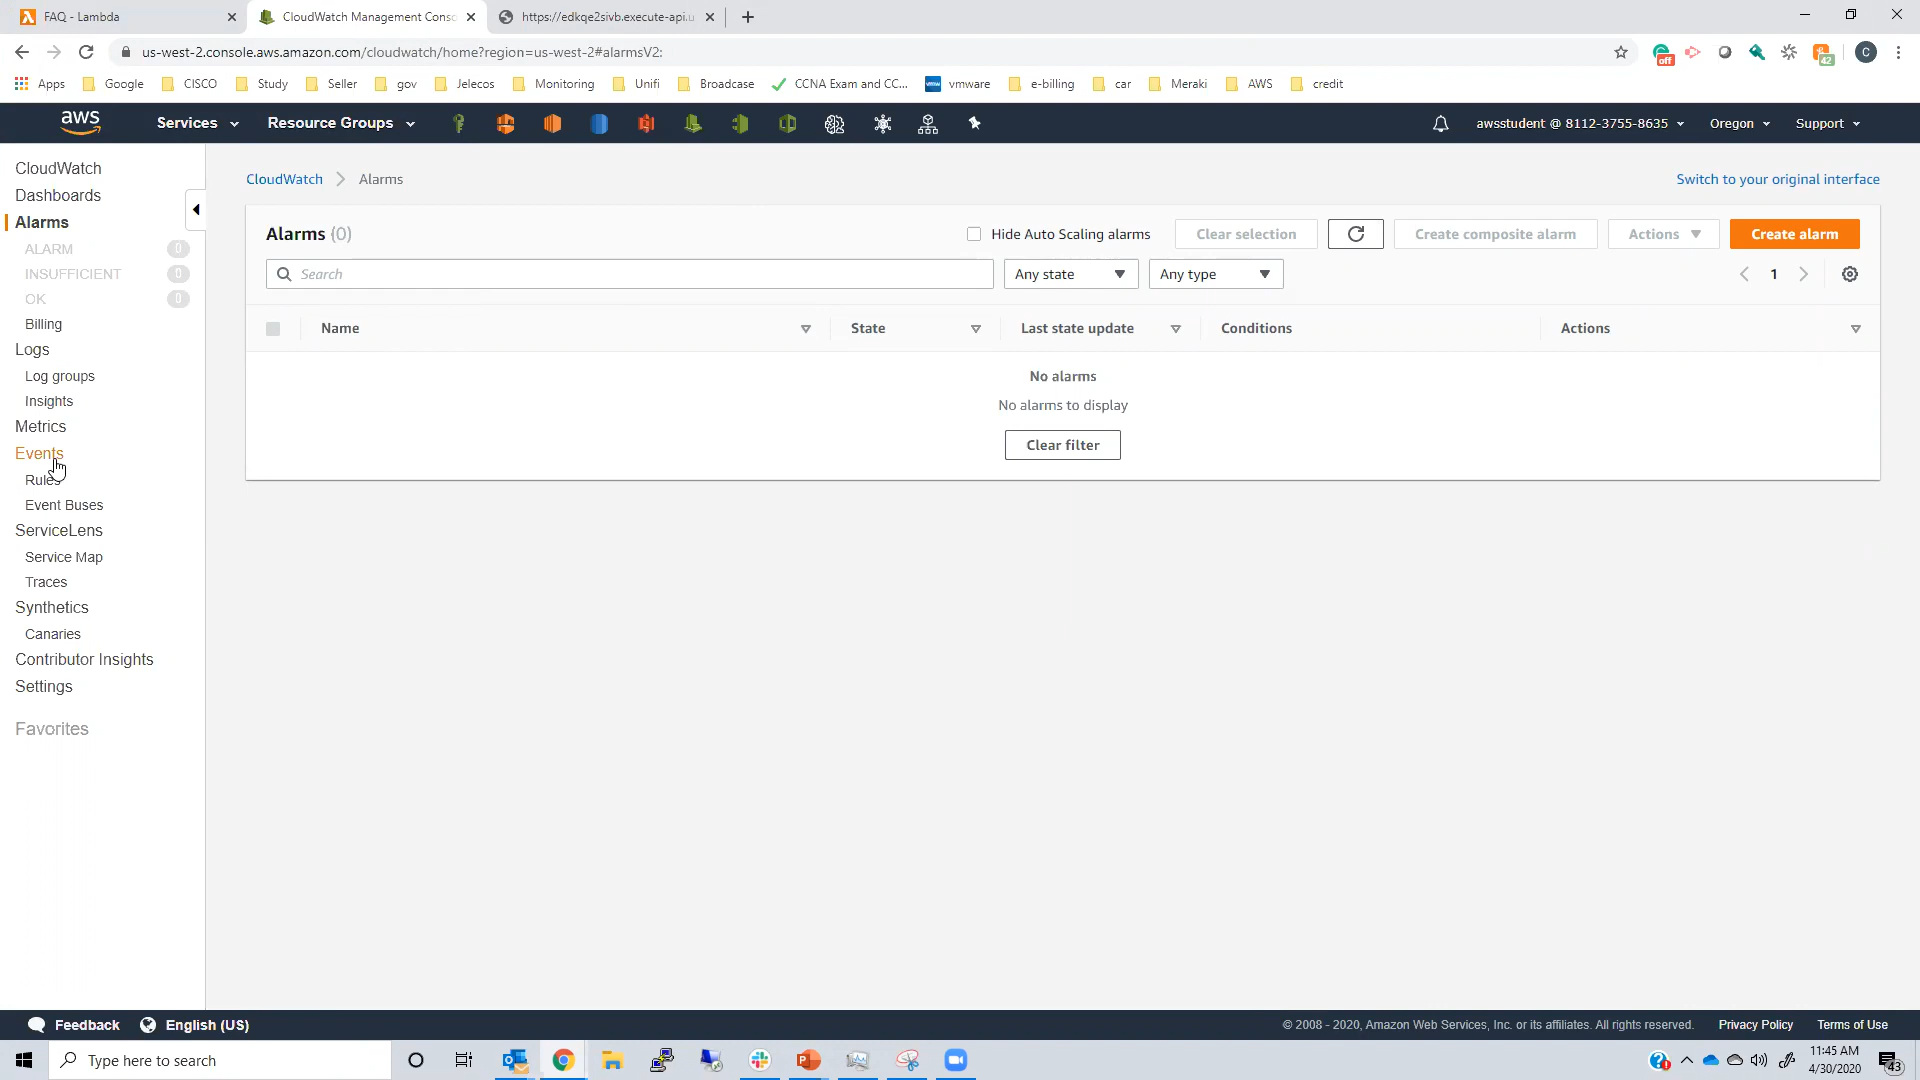 FAQ - Lambda
CloudWatch Management Conso
https://edkqe2sivb.execute-api.u
us-west-2.console.aws.amazon.com/cloudwatch/home?region=us-west-2#alarmsV2:
off
42
C
Apps Google CISCO Study Seller gov Jelecos Monitoring Unifi Broadcase CCNA Exam and CC... vmware e-billing car Meraki AWS credit
aws Services Resource Groups awsstudent @ 8112-3755-8635 Oregon Support
CloudWatch
Dashboards
Alarms
ALARM 0
INSUFFICIENT 0
OK 0
Billing
Logs
Log groups
Insights
Metrics
Events
Rules
Event Buses
ServiceLens
Service Map
Traces
Synthetics
Canaries
Contributor Insights
Settings
Favorites
CloudWatch Alarms
Switch to your original interface
Alarms (0)
Hide Auto Scaling alarms
Clear selection
Create composite alarm
Actions
Create alarm
Search
Any state
Any type
1
Name State Last state update Conditions Actions
No alarms
No alarms to display
Clear filter
Feedback English (US)
© 2008 - 2020, Amazon Web Services, Inc. or its affiliates. All rights reserved. Privacy Policy Terms of Use
Type here to search
11:45 AM
4/30/2020
43